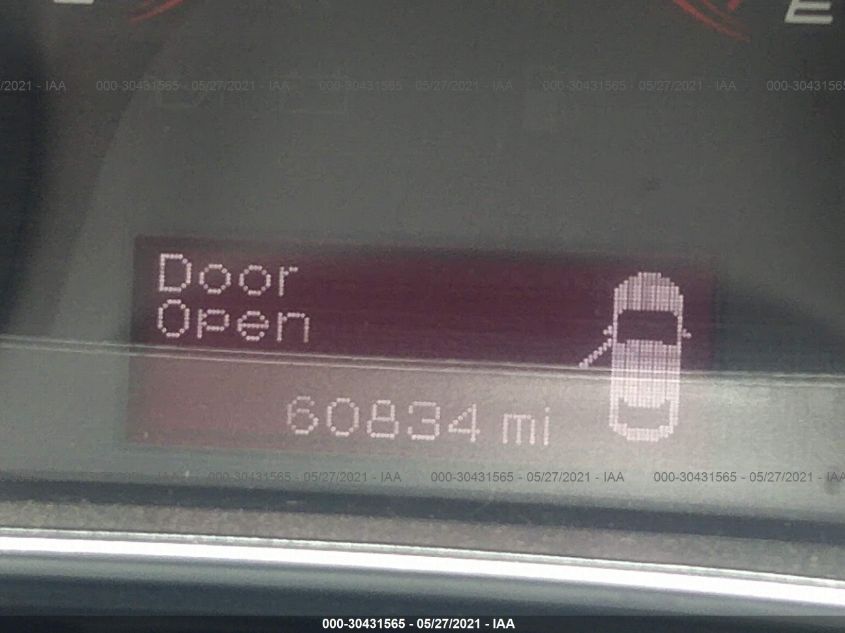 E
/2021 - IAA 000-30431565 - 05/27/2021 - IAA 000-30431565 - 05/27/2021 - IAA 000-30431565 - 05/27/2021 - IAA 000-3043156
Door
Open
60834 mi
000-30431565 - 05/27/2021 - IAA 000-30431565 - 05/27/2021 - IAA 000-30431565 - 05/27/2021 - IAA
000-30431565 - 05/27/2021 - IAA